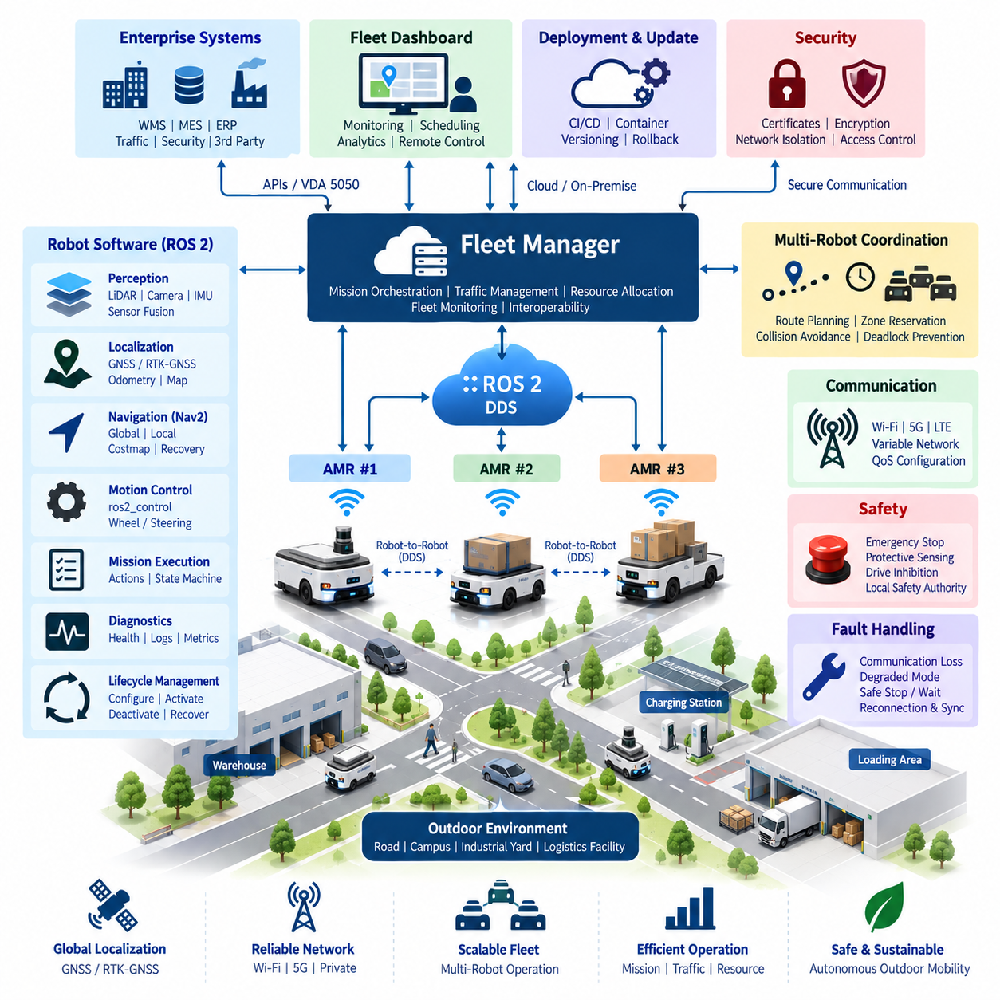 Enterprise Systems
WMS | MES | ERP
Traffic | Security | 3rd Party
Fleet Dashboard
Monitoring | Scheduling
Analytics | Remote Control
Deployment & Update
CI/CD | Container
Versioning | Rollback
Security
Certificates | Encryption
Network Isolation | Access Control
APIs / VDA 5050
Cloud / On-Premise
Secure Communication
Fleet Manager
Mission Orchestration | Traffic Management | Resource Allocation
Fleet Monitoring | Interoperability
Robot Software (ROS 2)
Perception
LiDAR | Camera | IMU
Sensor Fusion
Localization
GNSS / RTK-GNSS
Odometry | Map
Navigation (Nav2)
Global | Local
Costmap | Recovery
Motion Control
ros2_control
Wheel / Steering
Mission Execution
Actions | State Machine
Diagnostics
Health | Logs | Metrics
Lifecycle Management
Configure | Activate
Deactivate | Recover
Multi-Robot Coordination
Route Planning | Zone Reservation
Collision Avoidance | Deadlock Prevention
ROS 2
DDS
AMR #1
AMR #2
AMR #3
Robot-to-Robot
(DDS)
Robot-to-Robot
(DDS)
Communication
Wi-Fi | 5G | LTE
Variable Network
QoS Configuration
Safety
Emergency Stop
Protective Sensing
Drive Inhibition
Local Safety Authority
Fault Handling
Communication Loss
Degraded Mode
Safe Stop / Wait
Reconnection & Sync
Charging Station
Warehouse
Loading Area
Outdoor Environment
Road | Campus | Industrial Yard | Logistics Facility
Global Localization
GNSS / RTK-GNSS
Reliable Network
Wi-Fi | 5G | Private
Scalable Fleet
Multi-Robot Operation
Efficient Operation
Mission | Traffic | Resource
Safe & Sustainable
Autonomous Outdoor Mobility